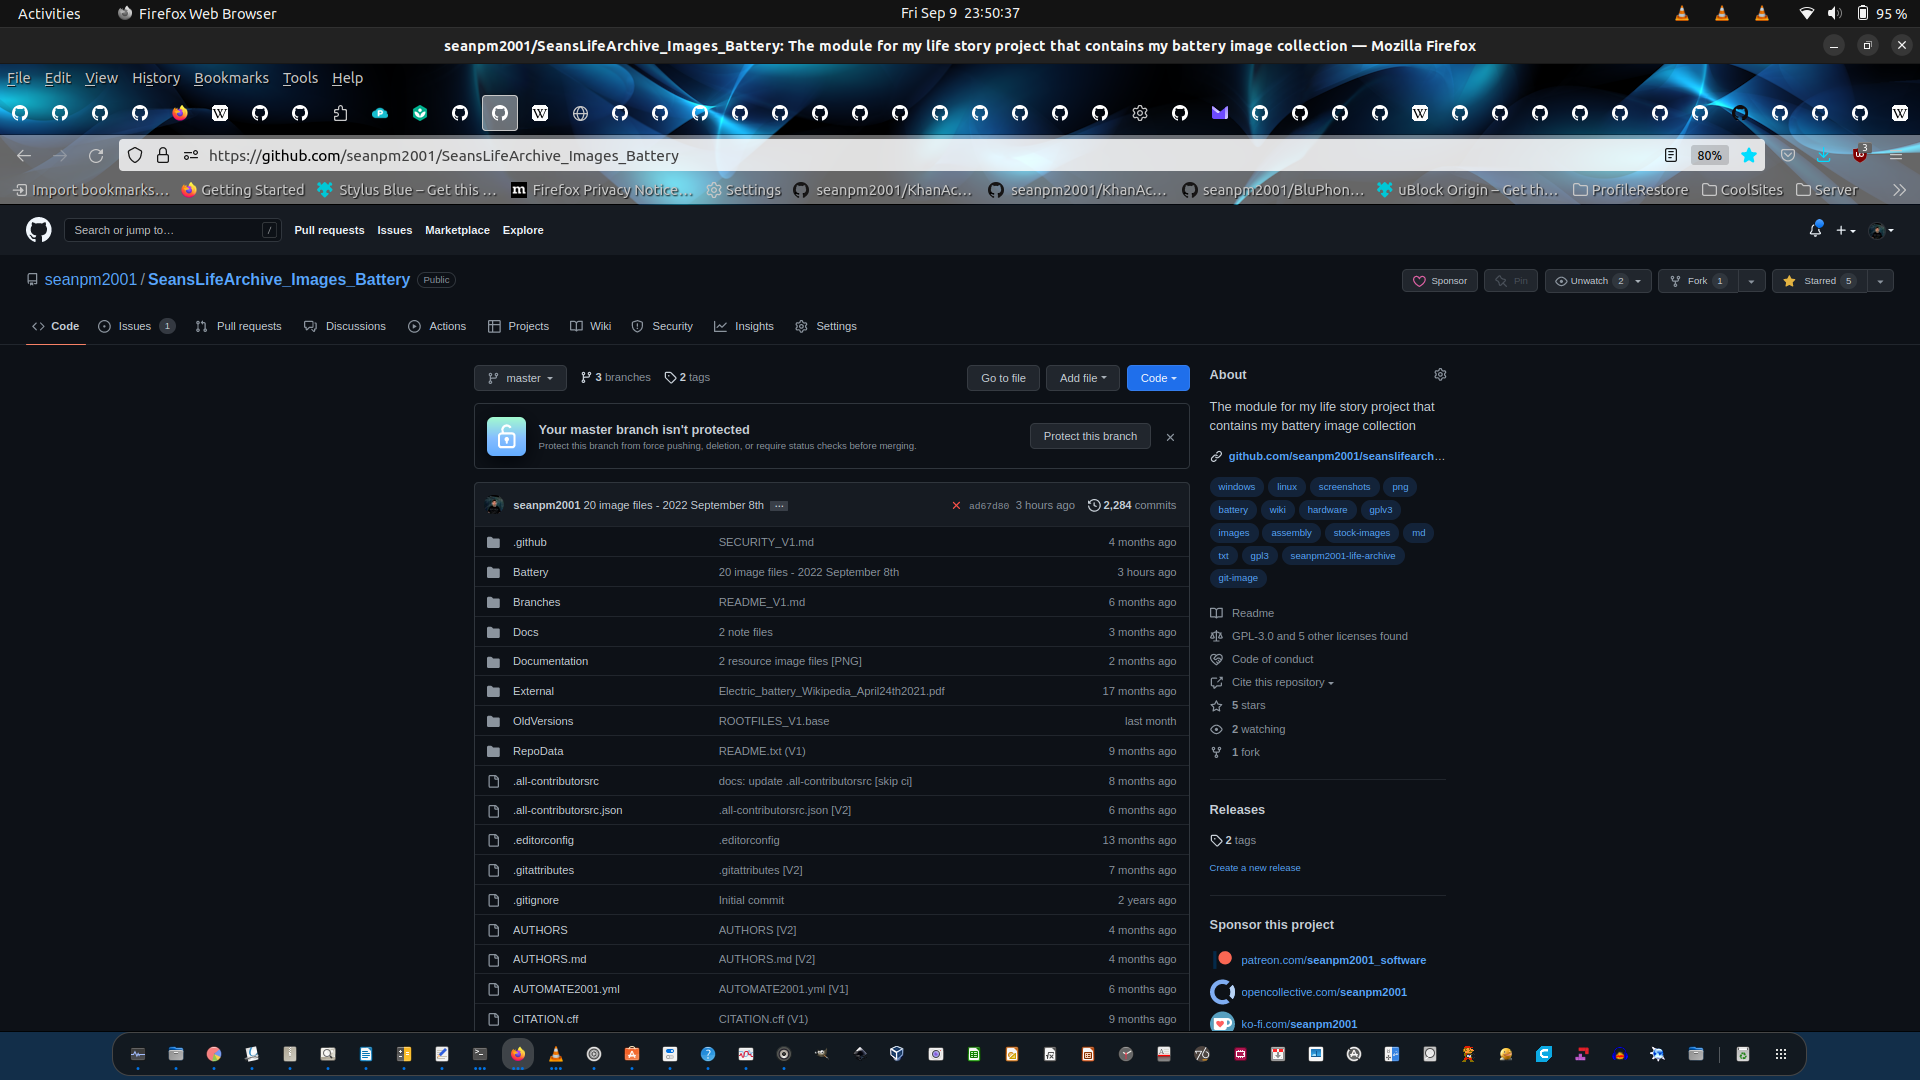 Activities
Firefox Web Browser
Fri Sep 9 23:50:37
95 %
seanpm2001/SeansLifeArchive_Images_Battery: The module for my life story project that contains my battery image collection — Mozilla Firefox
File Edit View History Bookmarks Tools Help
https://github.com/seanpm2001/SeansLifeArchive_Images_Battery
80%
3
Import bookmarks…
Getting Started
Stylus Blue – Get this …
Firefox Privacy Notice…
Settings
seanpm2001/KhanAc…
seanpm2001/KhanAc…
seanpm2001/BluPhon…
uBlock Origin – Get th…
ProfileRestore
CoolSites
Server
Search or jump to…
/
Pull requests
Issues
Marketplace
Explore
seanpm2001 / SeansLifeArchive_Images_Battery
Public
Sponsor
Pin
Unwatch 2
Fork 1
Starred 5
Code
Issues 1
Pull requests
Discussions
Actions
Projects
Wiki
Security
Insights
Settings
master
3 branches
2 tags
Go to file
Add file
Code
Your master branch isn't protected
Protect this branch from force pushing, deletion, or require status checks before merging.
Protect this branch
seanpm2001 20 image files - 2022 September 8th …
ad67d80 3 hours ago
2,284 commits
.github SECURITY_V1.md 4 months ago
Battery 20 image files - 2022 September 8th 3 hours ago
Branches README_V1.md 6 months ago
Docs 2 note files 3 months ago
Documentation 2 resource image files [PNG] 2 months ago
External Electric_battery_Wikipedia_April24th2021.pdf 17 months ago
OldVersions ROOTFILES_V1.base last month
RepoData README.txt (V1) 9 months ago
.all-contributorsrc docs: update .all-contributorsrc [skip ci] 8 months ago
.all-contributorsrc.json .all-contributorsrc.json [V2] 6 months ago
.editorconfig .editorconfig 13 months ago
.gitattributes .gitattributes [V2] 7 months ago
.gitignore Initial commit 2 years ago
AUTHORS AUTHORS [V2] 4 months ago
AUTHORS.md AUTHORS.md [V2] 4 months ago
AUTOMATE2001.yml AUTOMATE2001.yml [V1] 6 months ago
CITATION.cff CITATION.cff (V1) 9 months ago
About
The module for my life story project that
contains my battery image collection
github.com/seanpm2001/seanslifearch…
windows linux screenshots png
battery wiki hardware gplv3
images assembly stock-images md
txt gpl3 seanpm2001-life-archive
git-image
Readme
GPL-3.0 and 5 other licenses found
Code of conduct
Cite this repository
5 stars
2 watching
1 fork
Releases
2 tags
Create a new release
Sponsor this project
patreon.com/seanpm2001_software
opencollective.com/seanpm2001
ko-fi.com/seanpm2001